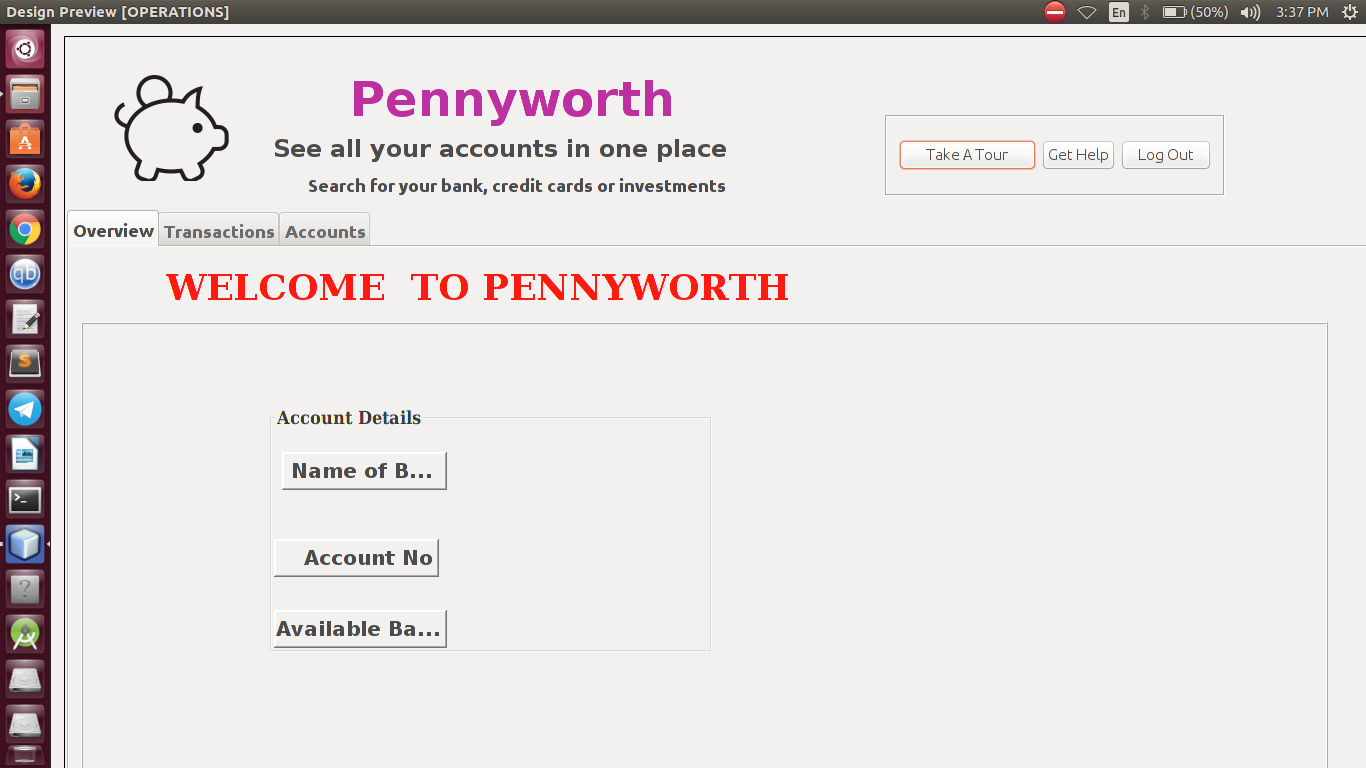 Design Preview [OPERATIONS]
En
(50%)
3:37 PM
Pennyworth
See all your accounts in one place
Search for your bank, credit cards or investments
Take A Tour
Get Help
Log Out
Overview
Transactions
Accounts
WELCOME TO PENNYWORTH
Account Details
Name of B...
Account No
Available Ba...
A
qb
S
>_
?